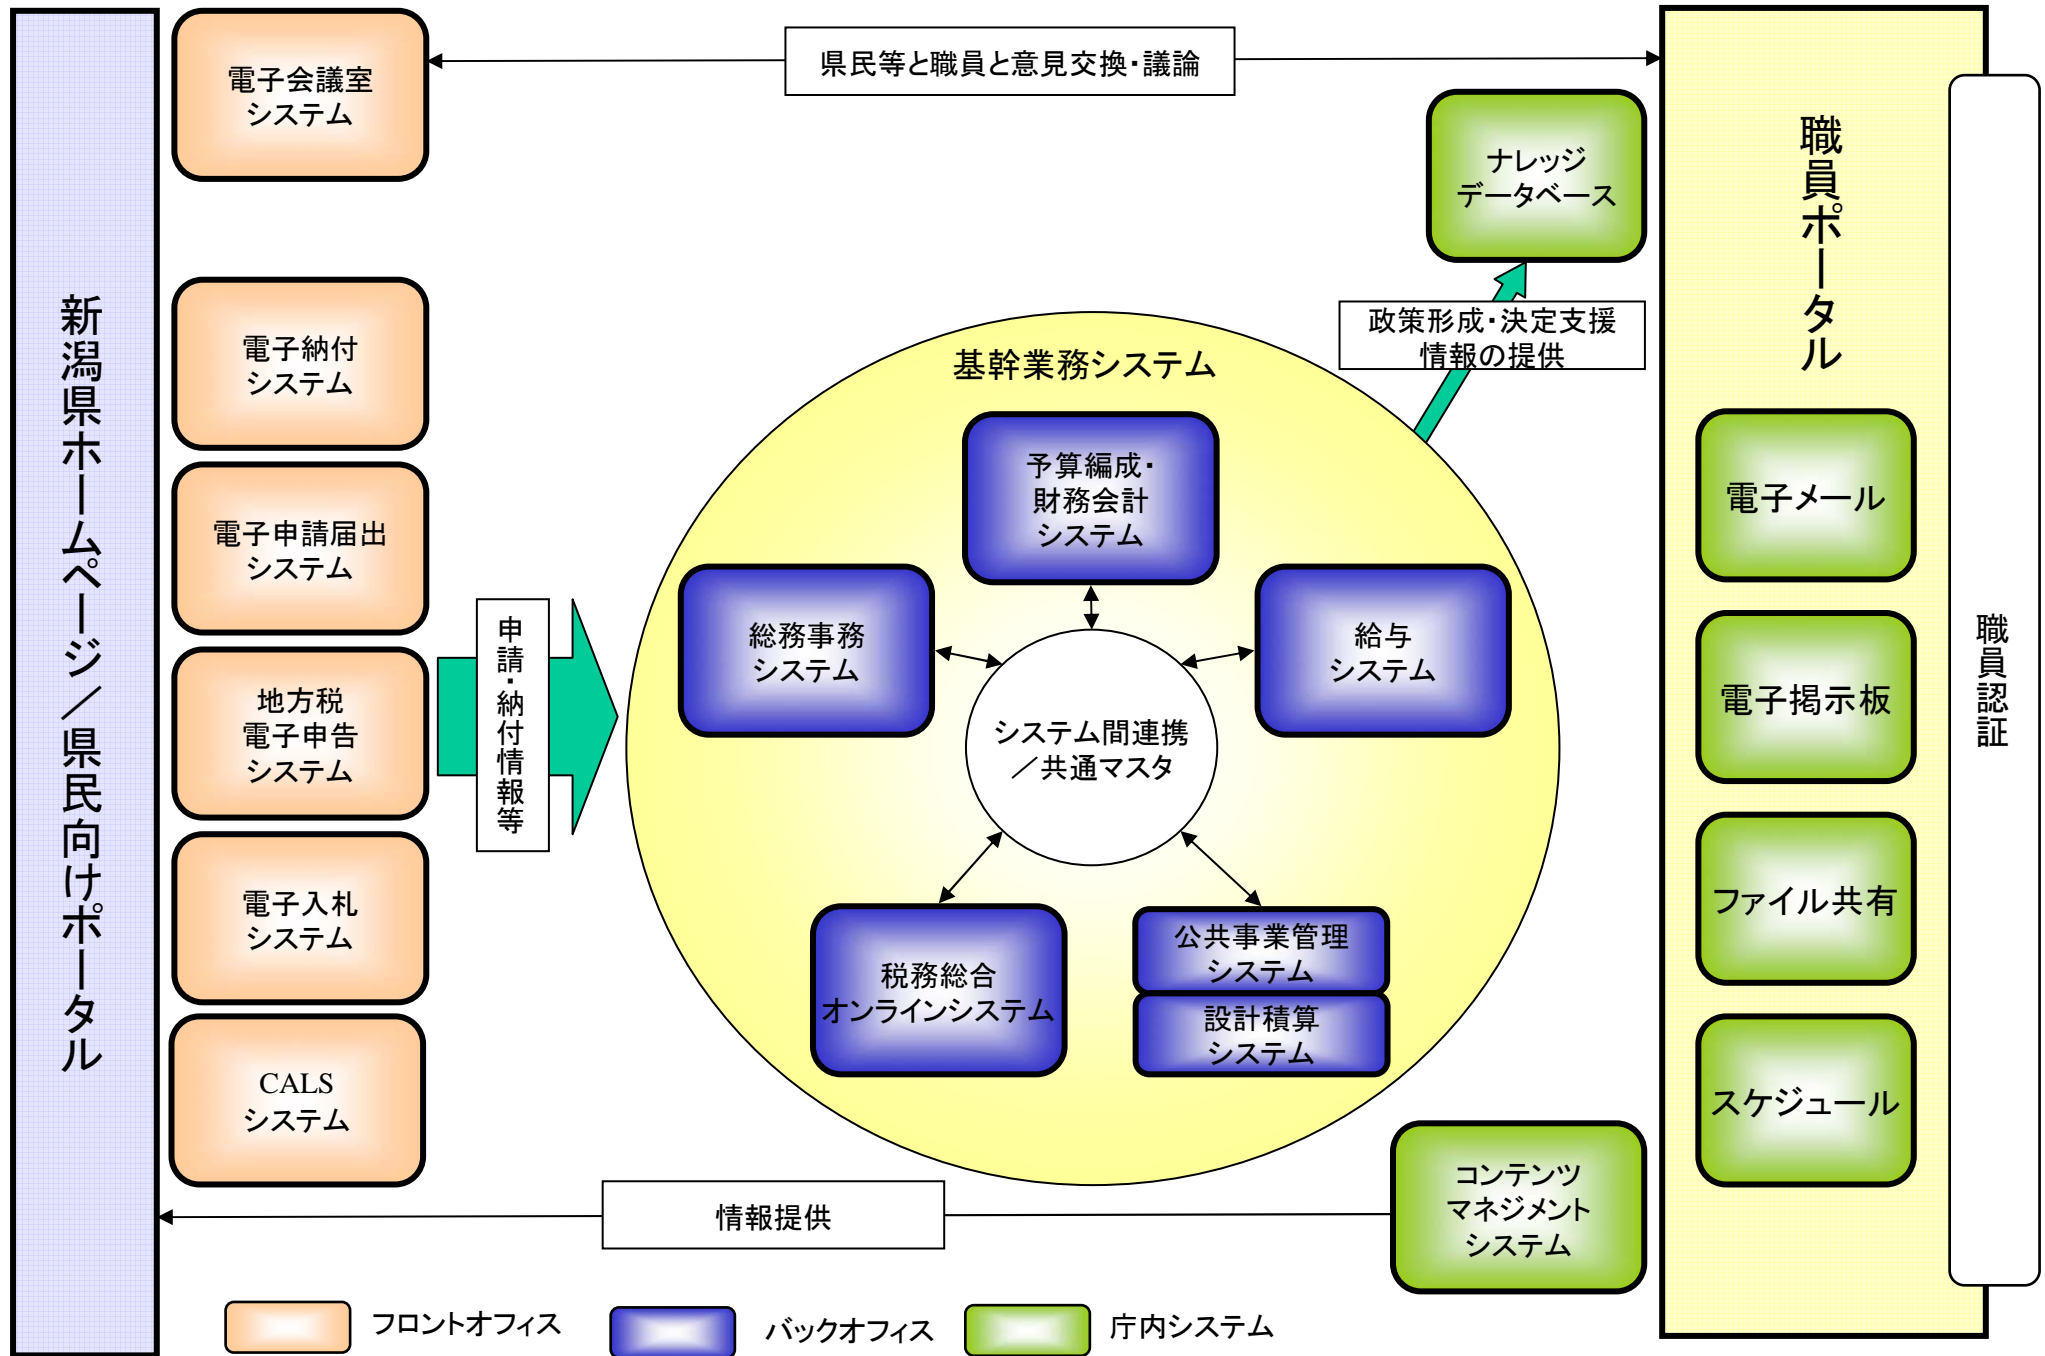 新潟県ホームページ／県民向けポータル
電子会議室
システム
県民等と職員と意見交換・議論
ナレッジ
データベース
職員ポータル
職員認証
電子納付
システム
電子申請届出
システム
地方税
電子申告
システム
電子入札
システム
CALS
システム
申請・納付情報等
基幹業務システム
政策形成・決定支援
情報の提供
予算編成・
財務会計
システム
総務事務
システム
給与
システム
システム間連携
／共通マスタ
税務総合
オンラインシステム
公共事業管理
システム
設計積算
システム
電子メール
電子掲示板
ファイル共有
スケジュール
コンテンツ
マネジメント
システム
情報提供
フロントオフィス
バックオフィス
庁内システム